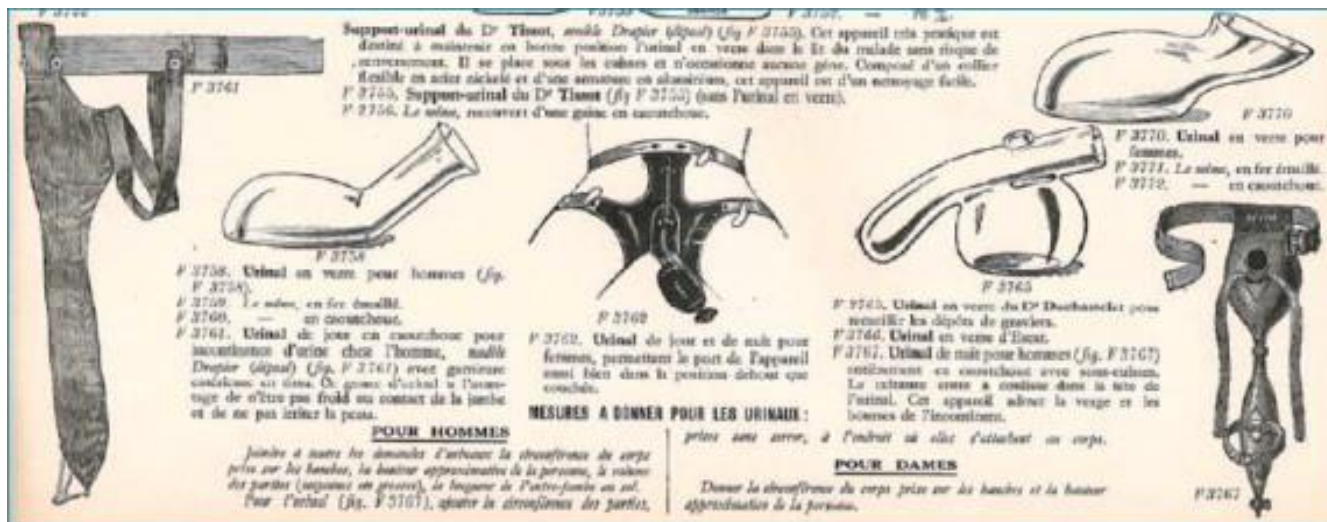 Support-urinal du Dr Tissot, modèle Drapier (déposé) (fig F 3755). Cet appareil très pratique est
destiné à maintenir en bonne position l'urinal en verre dans le lit du malade sans risque de
renversement. Il se place sous les cuisses et n'occasionne aucune gêne. Composé d'un collier
flexible en acier nickelé et d'une armature en aluminium, cet appareil est d'un nettoyage facile.
F 3755. Support-urinal du Dr Tissot (fig F 3755) (sans l'urinal en verre).
F 3756. Le même, recouvert d'une gaine en caoutchouc.
F 3761
F 3770
F 3770. Urinal en verre pour
femmes.
F 3771. Le même, en fer émaillé.
F 3772. — en caoutchouc.
F 3758
F 3758. Urinal en verre pour hommes (fig.
F 3758).
F 3759. Le même, en fer émaillé.
F 3760. — en caoutchouc.
F 3761. Urinal de jour en caoutchouc pour
incontinence d'urine chez l'homme, modèle
Drapier (déposé) (fig. F 3761) avec garniture
genre d'urinal a l'avan-
tage de n'être pas froid au contact de la jambe
et de ne pas irriter la peau.
F 3762
F 3762. Urinal de jour et de nuit pour
femmes, permettant le port de l'appareil
aussi bien dans la position debout que
couchée.
F 3765
F 3765. Urinal en verre du Dr Duchastelet pour
recueillir les dépôts de graviers.
F 3766. Urinal en verre d'Escat.
F 3767. Urinal de nuit pour hommes (fig. F 3767)
entièrement en caoutchouc avec sous-cuisses.
Le urinaire entre à coulisse dans la tête de
l'urinal. Cet appareil admet la verge et les
bourses de l'incontinent.
F 3767
MESURES A DONNER POUR LES URINAUX :
POUR HOMMES
Joindre à toutes les demandes d'urinaux la circonférence du corps
prise sur les hanches, la hauteur approximative de la personne, le volume
des parties (moyennes ou grosses), la longueur de l'entre-jambe au sol.
Pour l'urinal (fig. F 3767), ajouter la circonférence des parties,
prises sans serrer, à l'endroit où elles s'attachent au corps.
POUR DAMES
Donner la circonférence du corps prise sur les hanches et la hauteur
approximative de la personne.